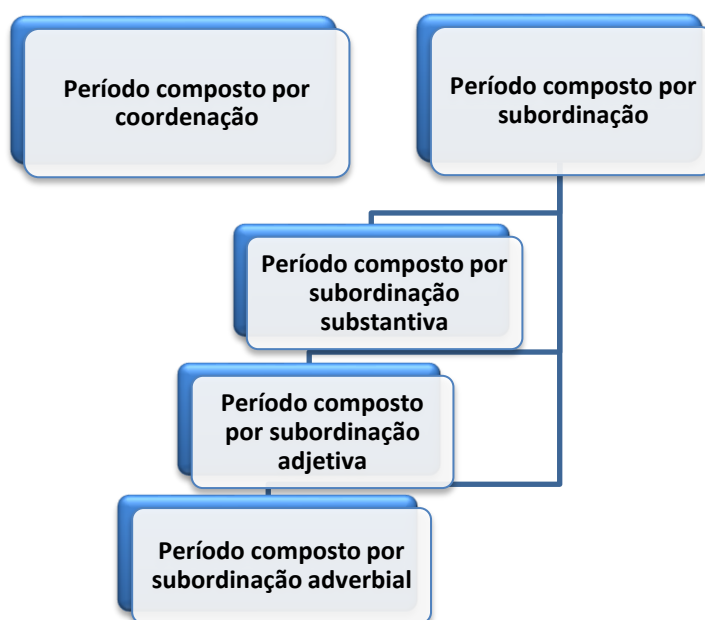 Período composto por
coordenação
Período composto por
subordinação
Período composto por
subordinação
substantiva
Período composto
por subordinação
adjetiva
Período composto por
subordinação adverbial